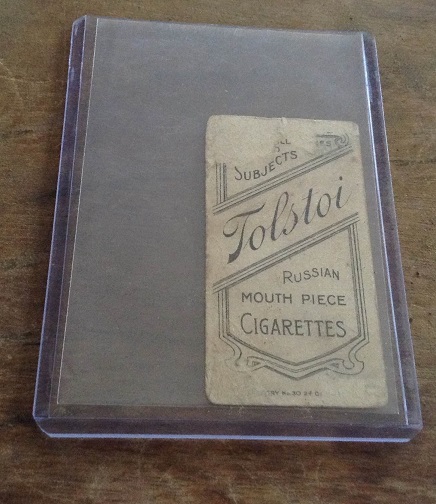 SUBJECTS
Tolstoi
RUSSIAN
MOUTH PIECE
CIGARETTES